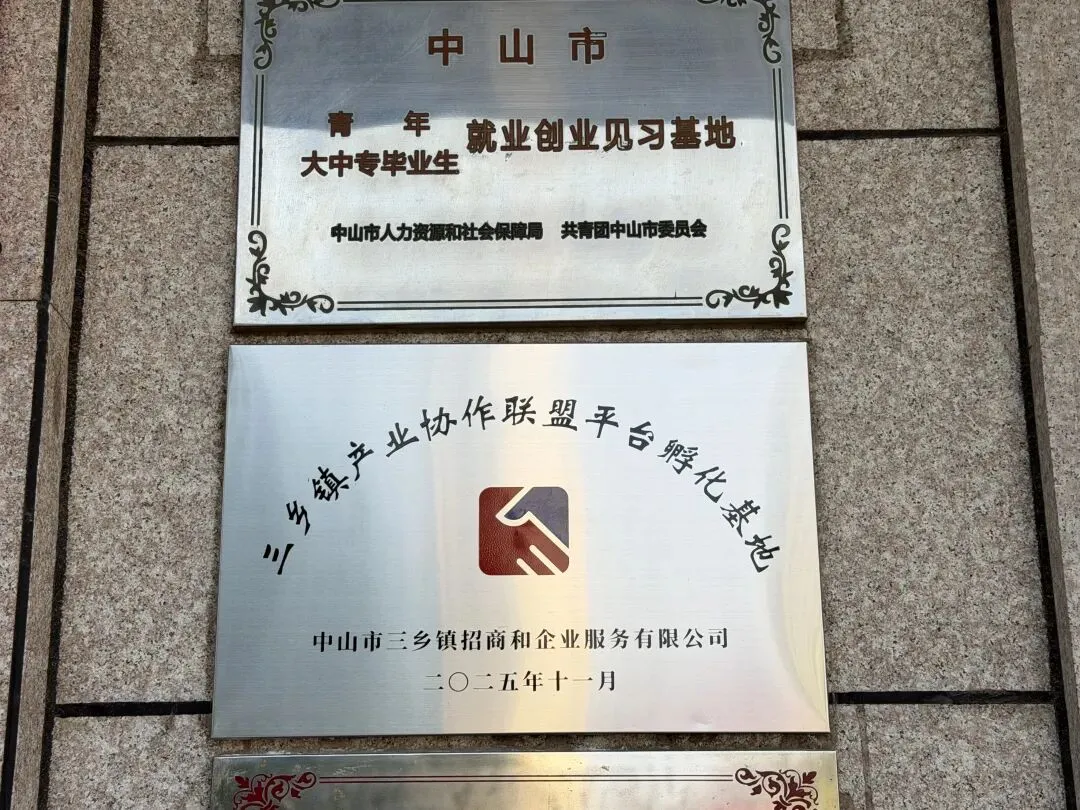 中山市
青年
大中专毕业生
就业创业见习基地
中山市人力资源和社会保障局 共青团中山市委员会
三乡镇产业协作联盟平台孵化基地
中山市三乡镇招商和企业服务有限公司
二〇二五年十一月